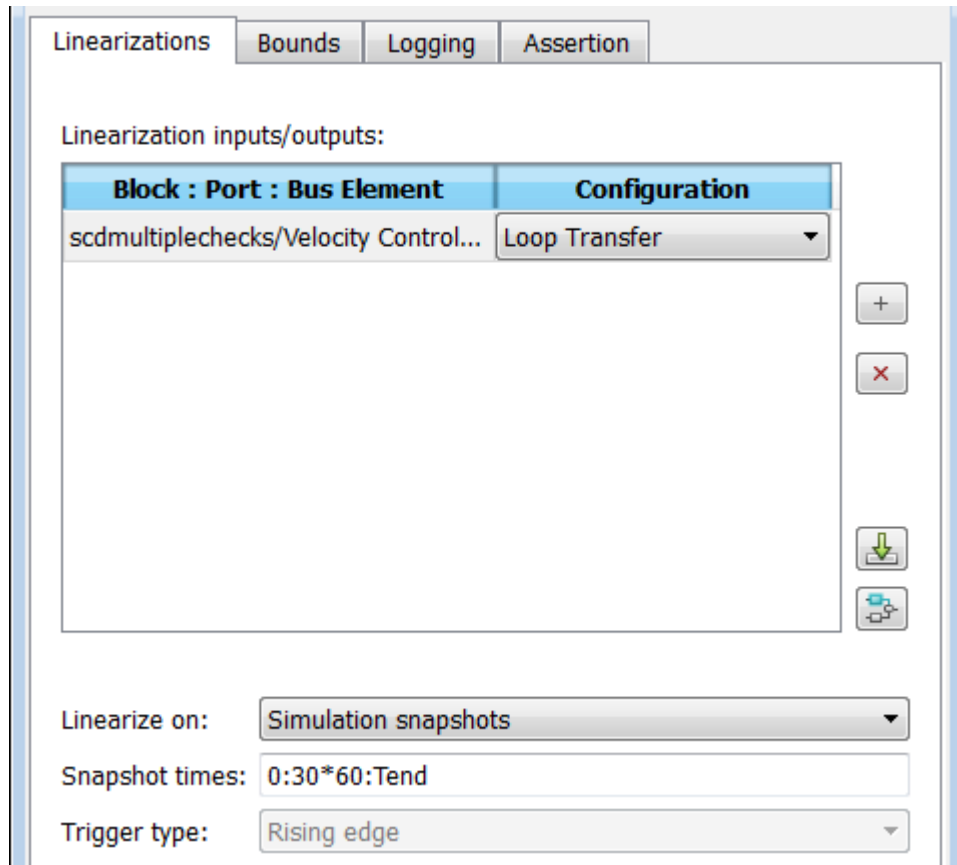 Linearizations Bounds Logging Assertion
Linearization inputs/outputs:
Block : Port : Bus Element Configuration
scdmultiplechecks/Velocity Control... Loop Transfer
Linearize on: Simulation snapshots
Snapshot times: 0:30*60:Tend
Trigger type: Rising edge